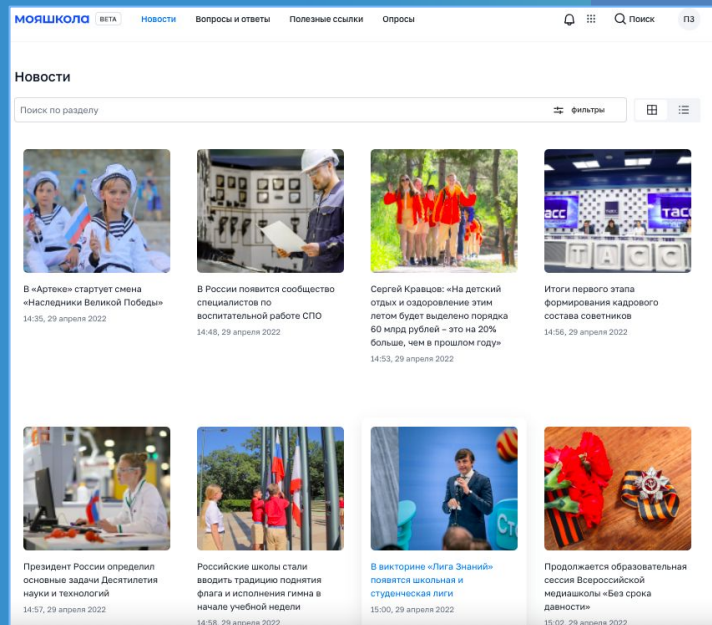 МОЯШКОЛА BETA Новости Вопросы и ответы Полезные ссылки Опросы Поиск ПЗ
Новости
Поиск по разделу фильтры
ТАСС ТАСС
ТАСС
В «Артеке» стартует смена
«Наследники Великой Победы»
14:35, 29 апреля 2022
В России появится сообщество
специалистов по
воспитательной работе СПО
14:48, 29 апреля 2022
Сергей Кравцов: «На детский
отдых и оздоровление этим
летом будет выделено порядка
60 млрд рублей – это на 20%
больше, чем в прошлом году»
14:53, 29 апреля 2022
Итоги первого этапа
формирования кадрового
состава советников
14:56, 29 апреля 2022
Президент России определил
основные задачи Десятилетия
науки и технологий
14:57, 29 апреля 2022
Российские школы стали
вводить традицию поднятия
флага и исполнения гимна в
начале учебной недели
14:58, 29 апреля 2022
В викторине «Лига Знаний»
появятся школьная и
студенческая лиги
15:00, 29 апреля 2022
Продолжается образовательная
сессия Всероссийской
медиашколы «Без срока
давности»
15:02, 29 апреля 2022